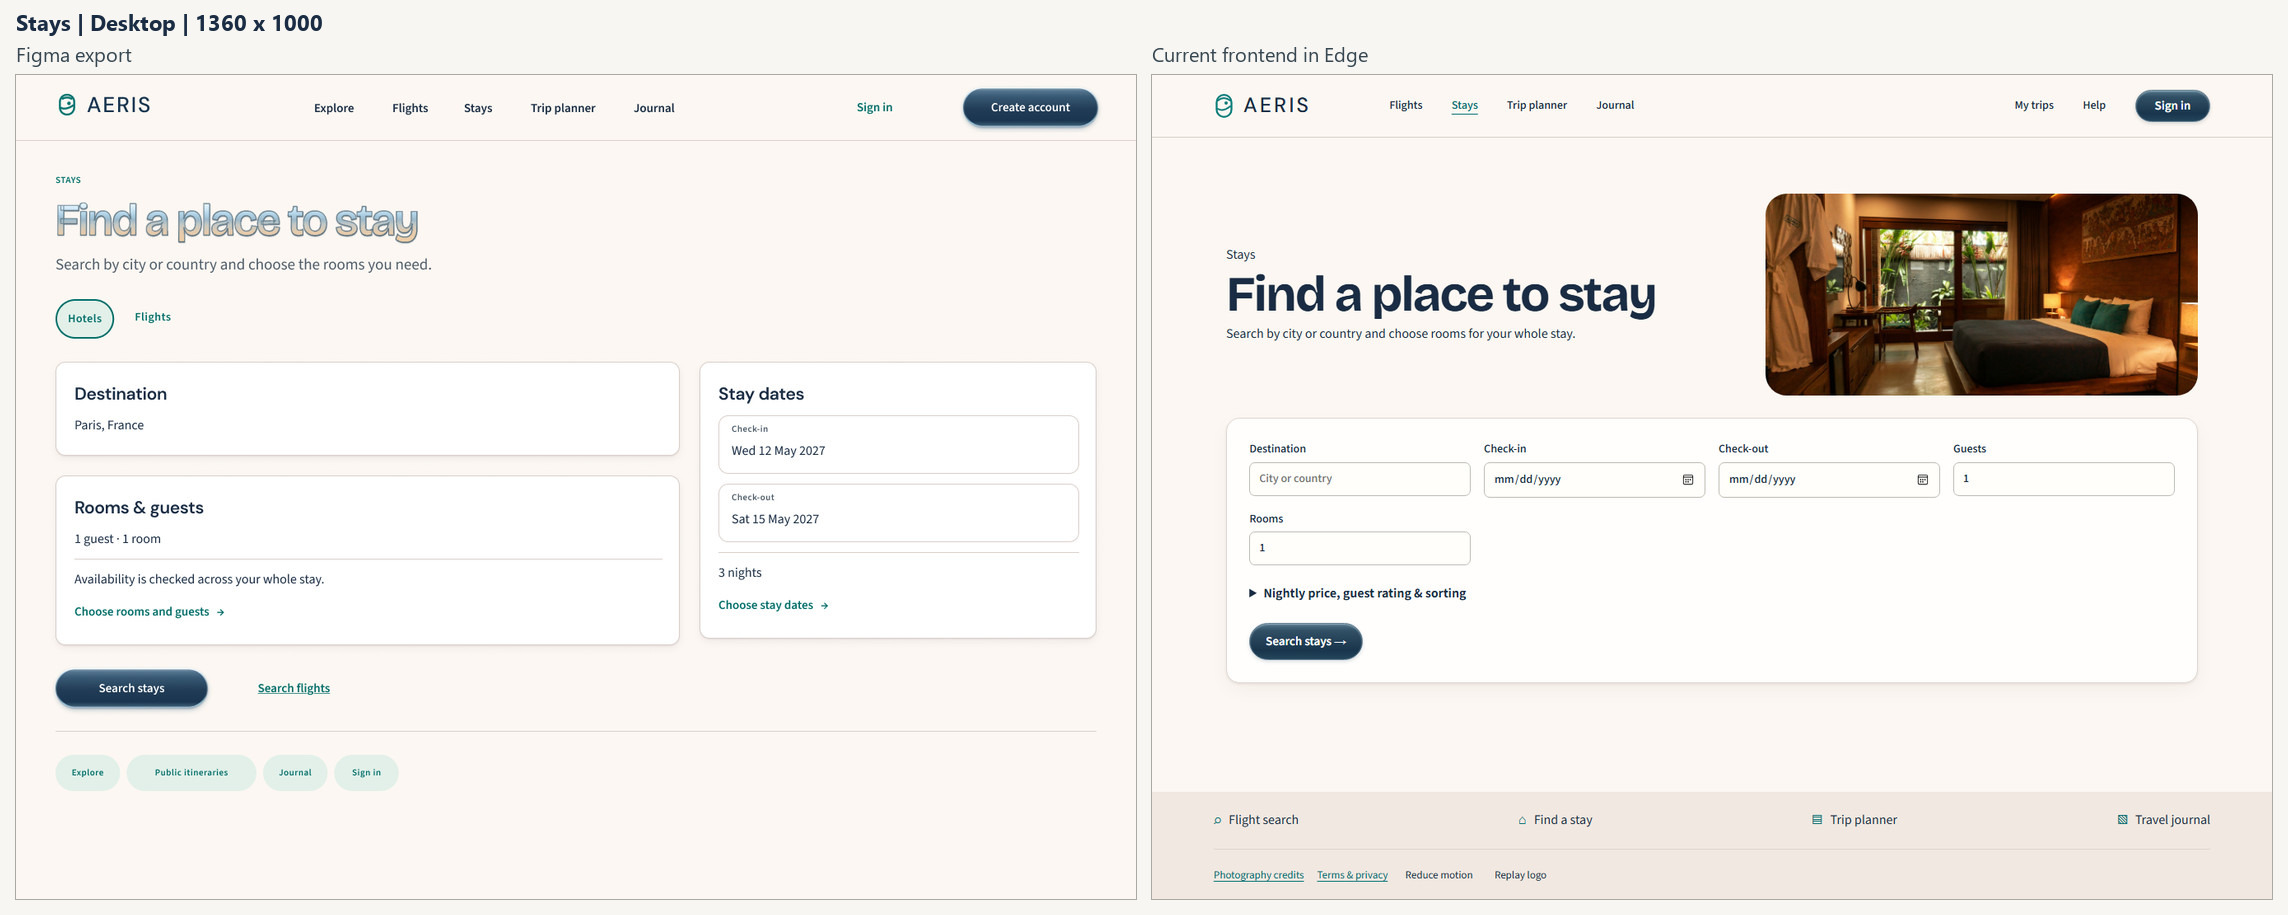 Stays | Desktop | 1360 x 1000
Figma export
AERIS
Explore Flights Stays Trip planner Journal Sign in Create account
STAYS
Find a place to stay
Search by city or country and choose the rooms you need.
Hotels Flights
Destination
Paris, France
Rooms & guests
1 guest · 1 room
Availability is checked across your whole stay.
Choose rooms and guests →
Stay dates
Check-in
Wed 12 May 2027
Check-out
Sat 15 May 2027
3 nights
Choose stay dates →
Search stays Search flights
Explore Public itineraries Journal Sign in
Current frontend in Edge
AERIS
Flights Stays Trip planner Journal My trips Help Sign in
Stays
Find a place to stay
Search by city or country and choose rooms for your whole stay.
Destination Check-in Check-out Guests
City or country mm/dd/yyyy mm/dd/yyyy 1
Rooms
1
▶ Nightly price, guest rating & sorting
Search stays →
Flight search Find a stay Trip planner Travel journal
Photography credits Terms & privacy Reduce motion Replay logo